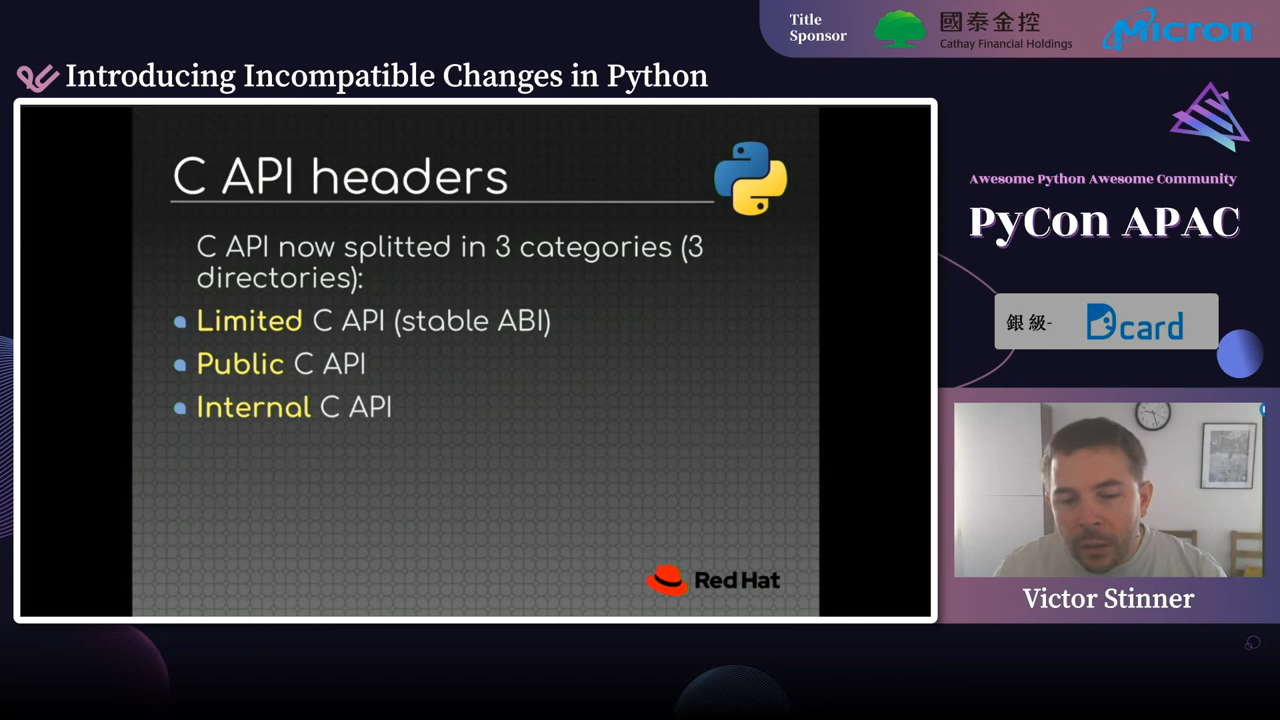 Title
Sponsor
國泰金控
Cathay Financial Holdings
Micron
Introducing Incompatible Changes in Python
C API headers
C API now splitted in 3 categories (3
directories):
Limited C API (stable ABI)
Public C API
Internal C API
Red Hat
Awesome Python Awesome Community
PyCon APAC
銀級-
Dcard
Victor Stinner